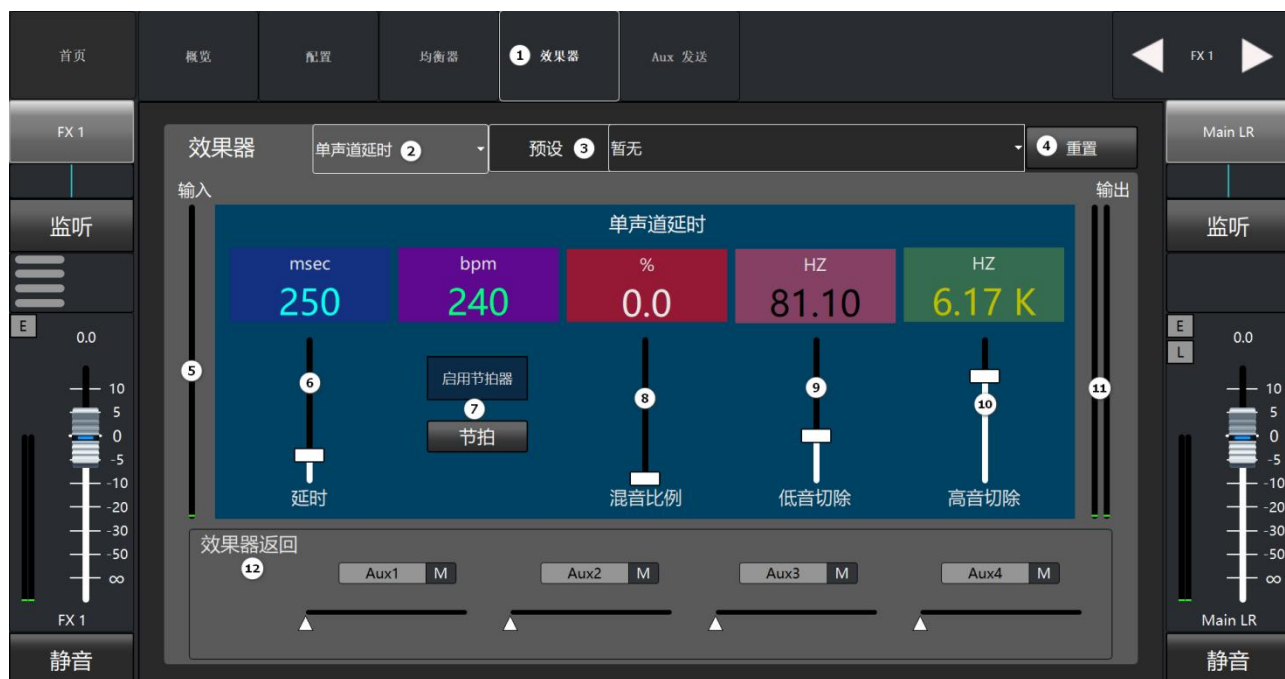 首页 概览 配置 均衡器 1 效果器 Aux 发送 FX 1
FX 1
监听
E
0.0
10
5
0
-5
-10
-20
-30
-50
∞
FX 1
静音
效果器 单声道延时 2 预设 3 暂无 4 重置
输入 输出
单声道延时
msec bpm % HZ HZ
250 240 0.0 81.10 6.17 K
5 6 启用节拍器 8 9 10 11
7
节拍
延时 混音比例 低音切除 高音切除
效果器返回
12 Aux1 M Aux2 M Aux3 M Aux4 M
Main LR
监听
E
L
0.0
10
5
0
-5
-10
-20
-30
-50
∞
Main LR
静音